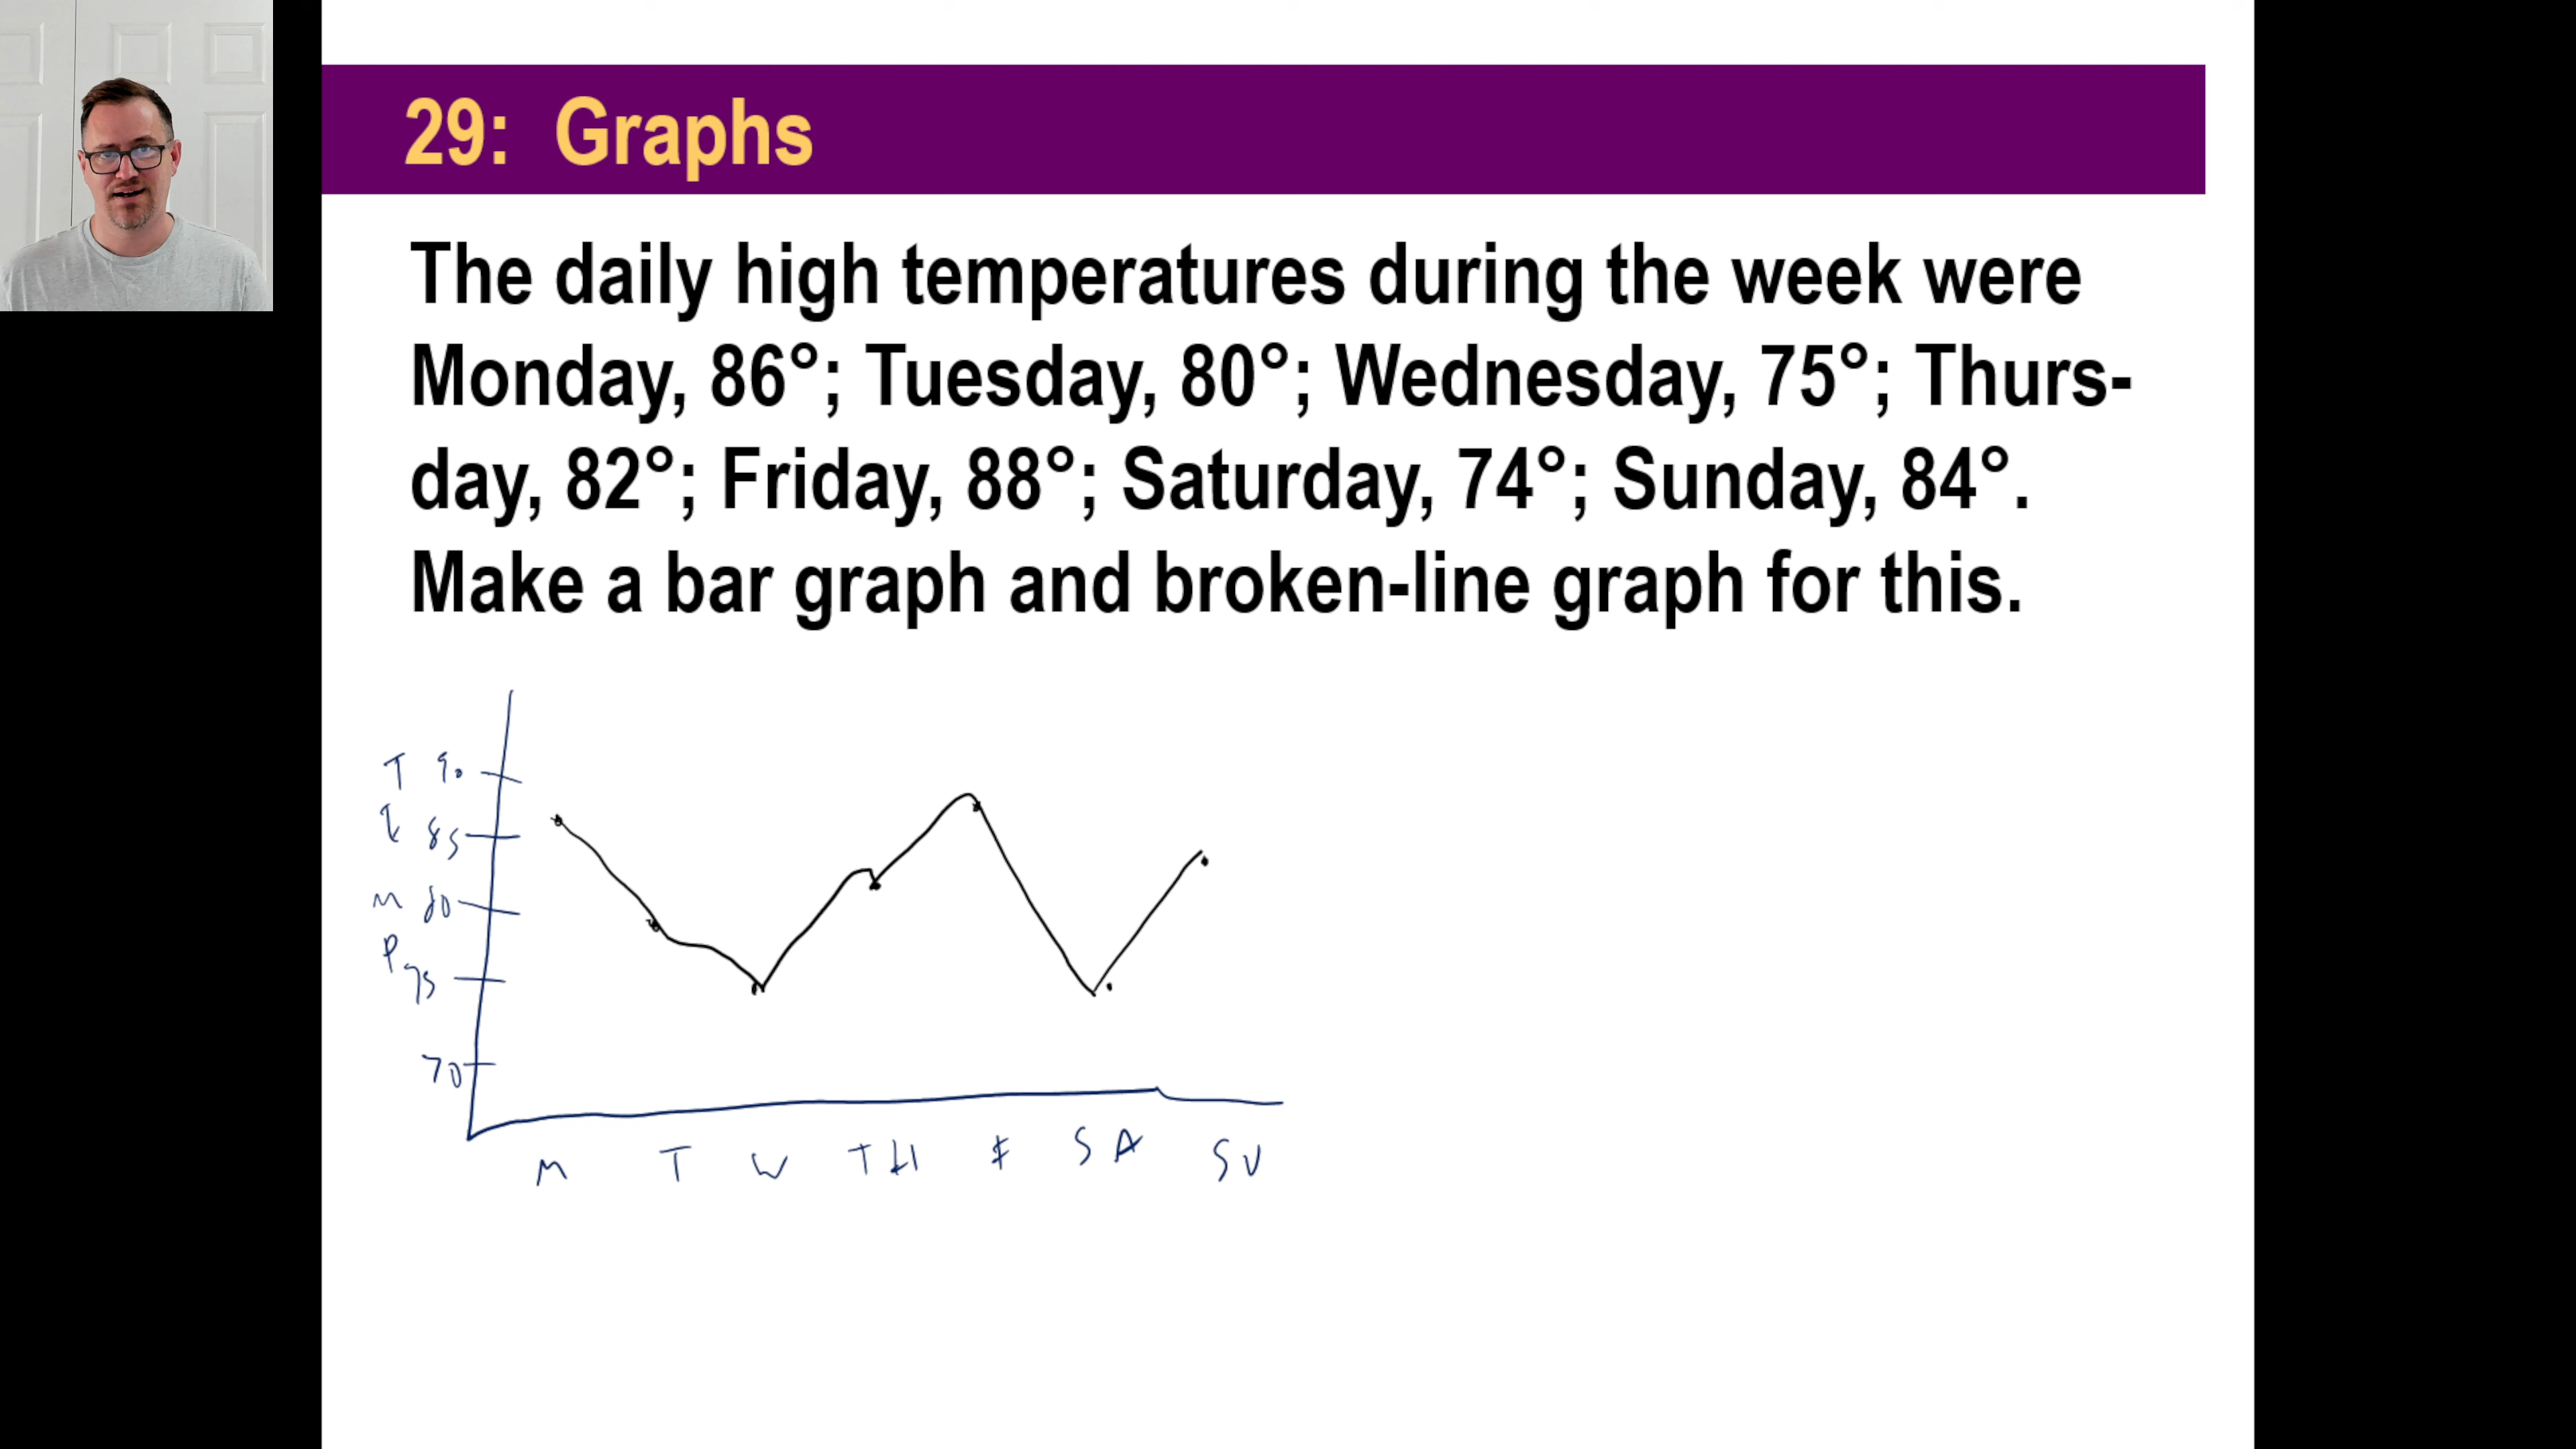 29: Graphs
The daily high temperatures during the week were
Monday, 86°; Tuesday, 80°; Wednesday, 75°; Thurs-
day, 82°; Friday, 88°; Saturday, 74°; Sunday, 84°.
Make a bar graph and broken-line graph for this.
T 90
85
M 80
P 75
70
M T W TH F SA SU